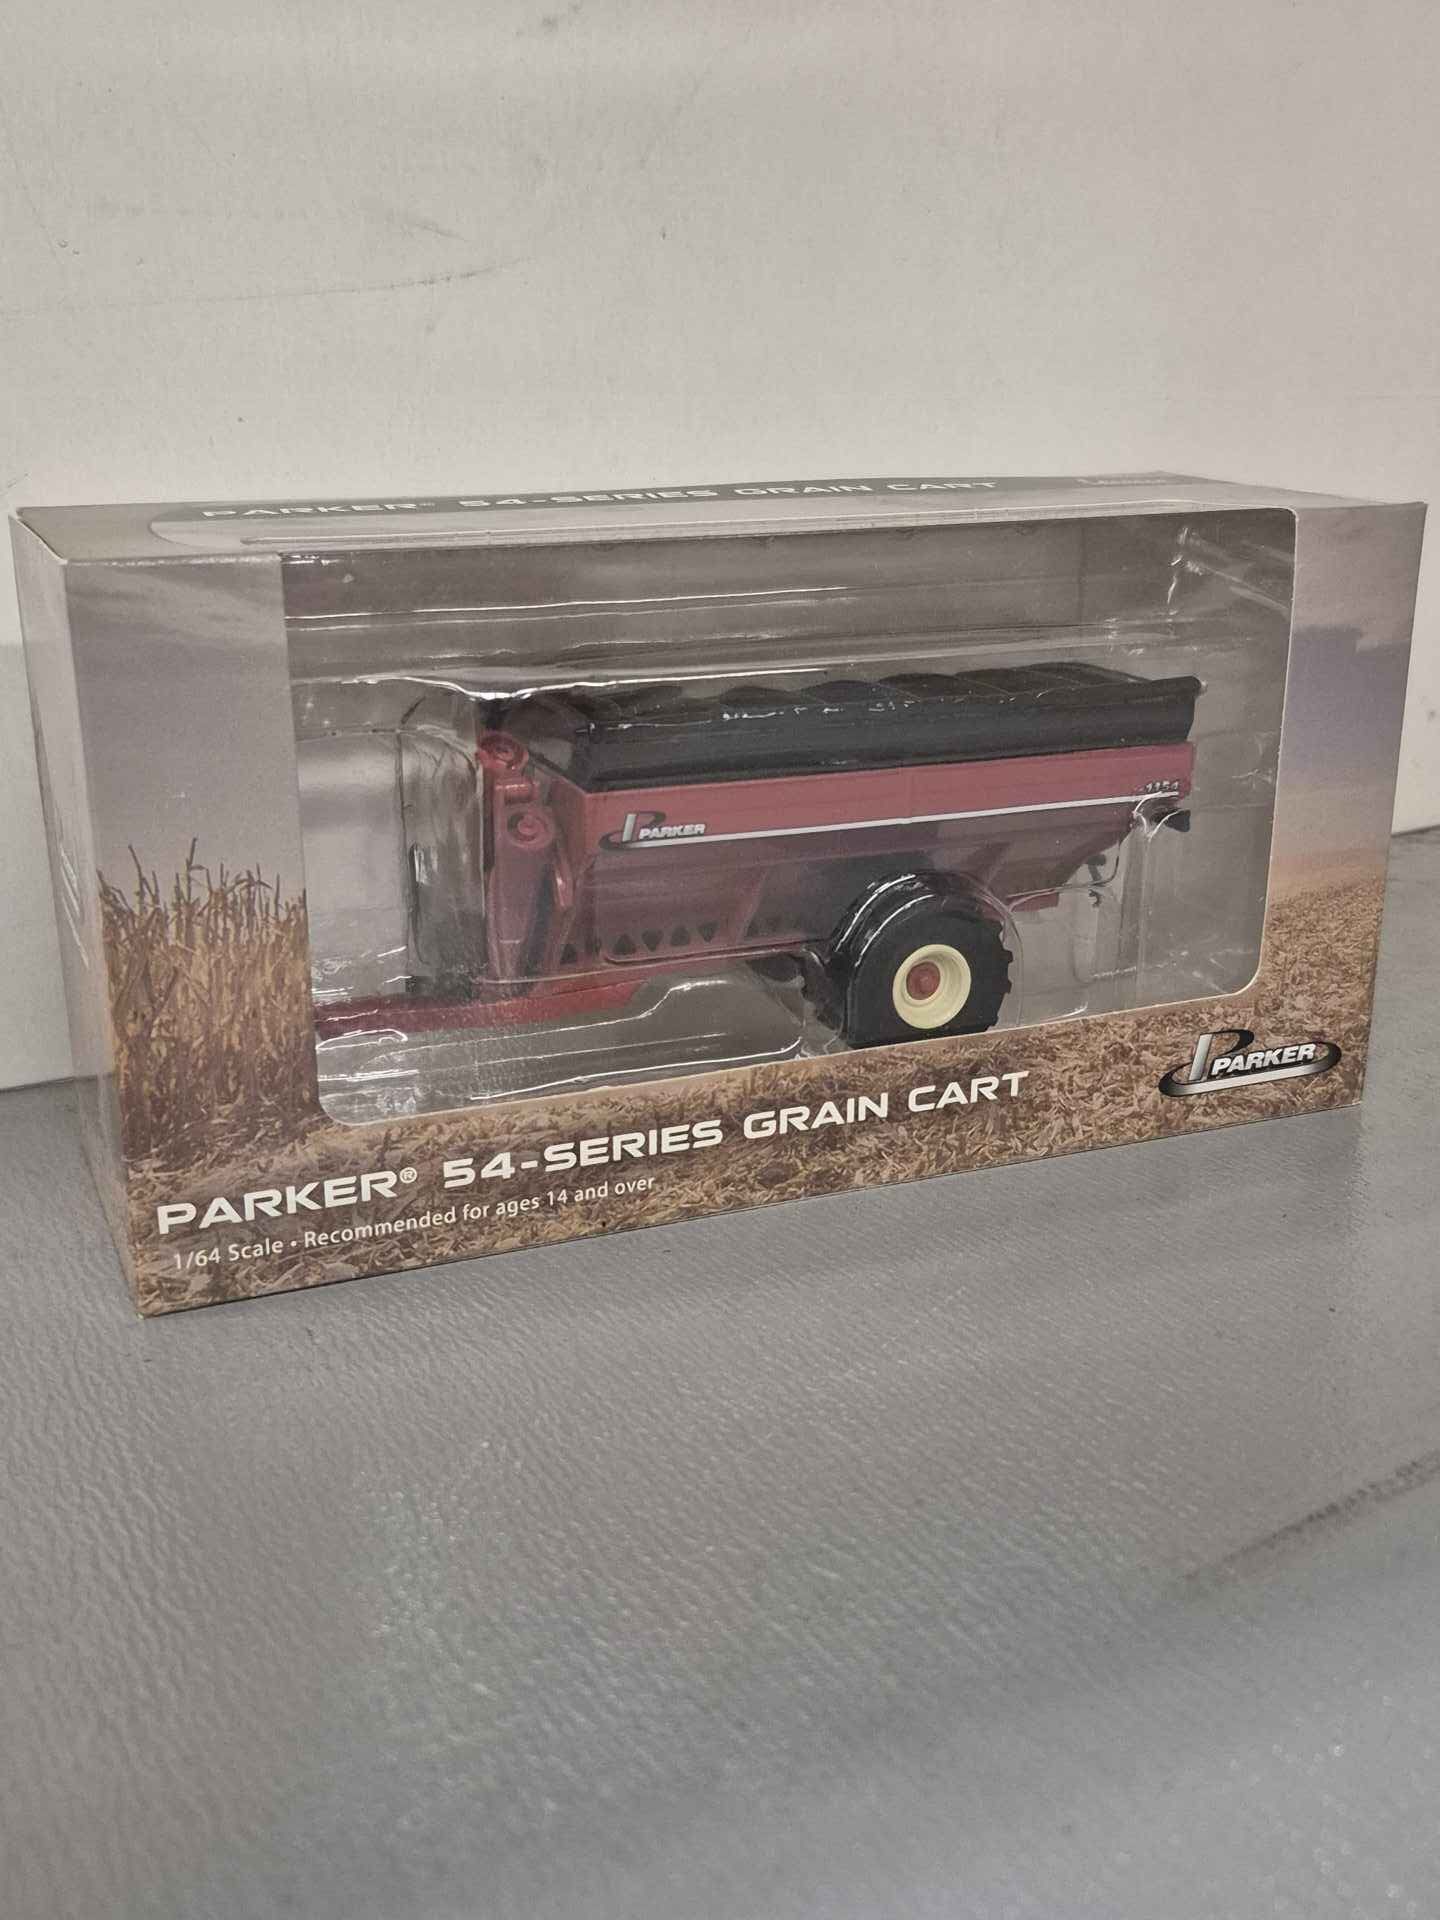 PARKER® 54-SERIES GRAIN CART
PARKER
1154
PARKER
PARKER® 54-SERIES GRAIN CART
1/64 Scale • Recommended for ages 14 and over